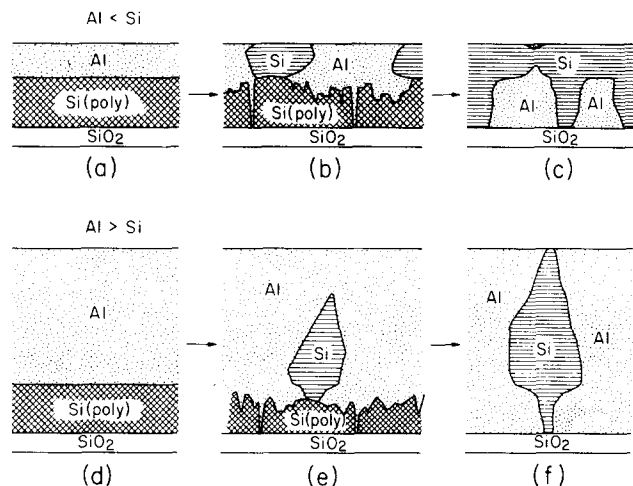 Al < Si
Al
Si(poly)
SiO2
(a)
Si
Al
Si(poly)
SiO2
(b)
Si
Al
Al
SiO2
(c)
Al > Si
Al
Si(poly)
SiO2
(d)
Al
Si
Si(poly)
SiO2
(e)
Al
Si
Al
SiO2
(f)